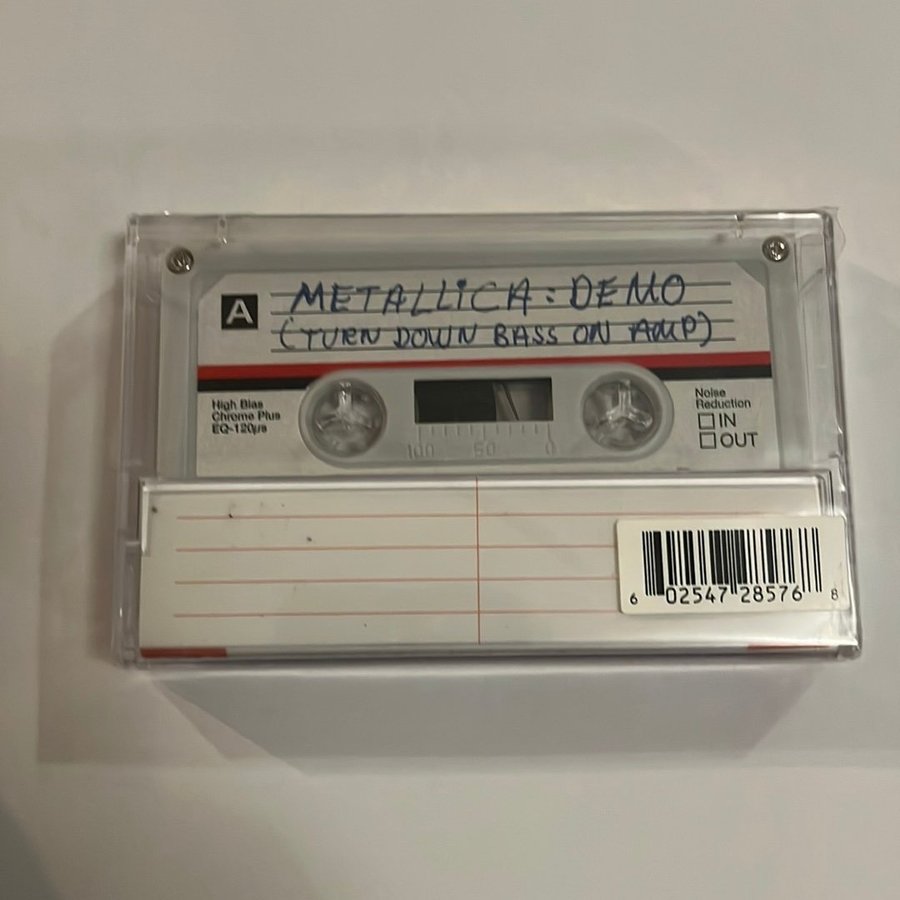 A
METALLICA: DEMO
(TURN DOWN BASS ON AMP)
High Bias
Chrome Plus
EQ-120µs
100 50 0
Noise
Reduction
IN
OUT
6 02547 28576 8